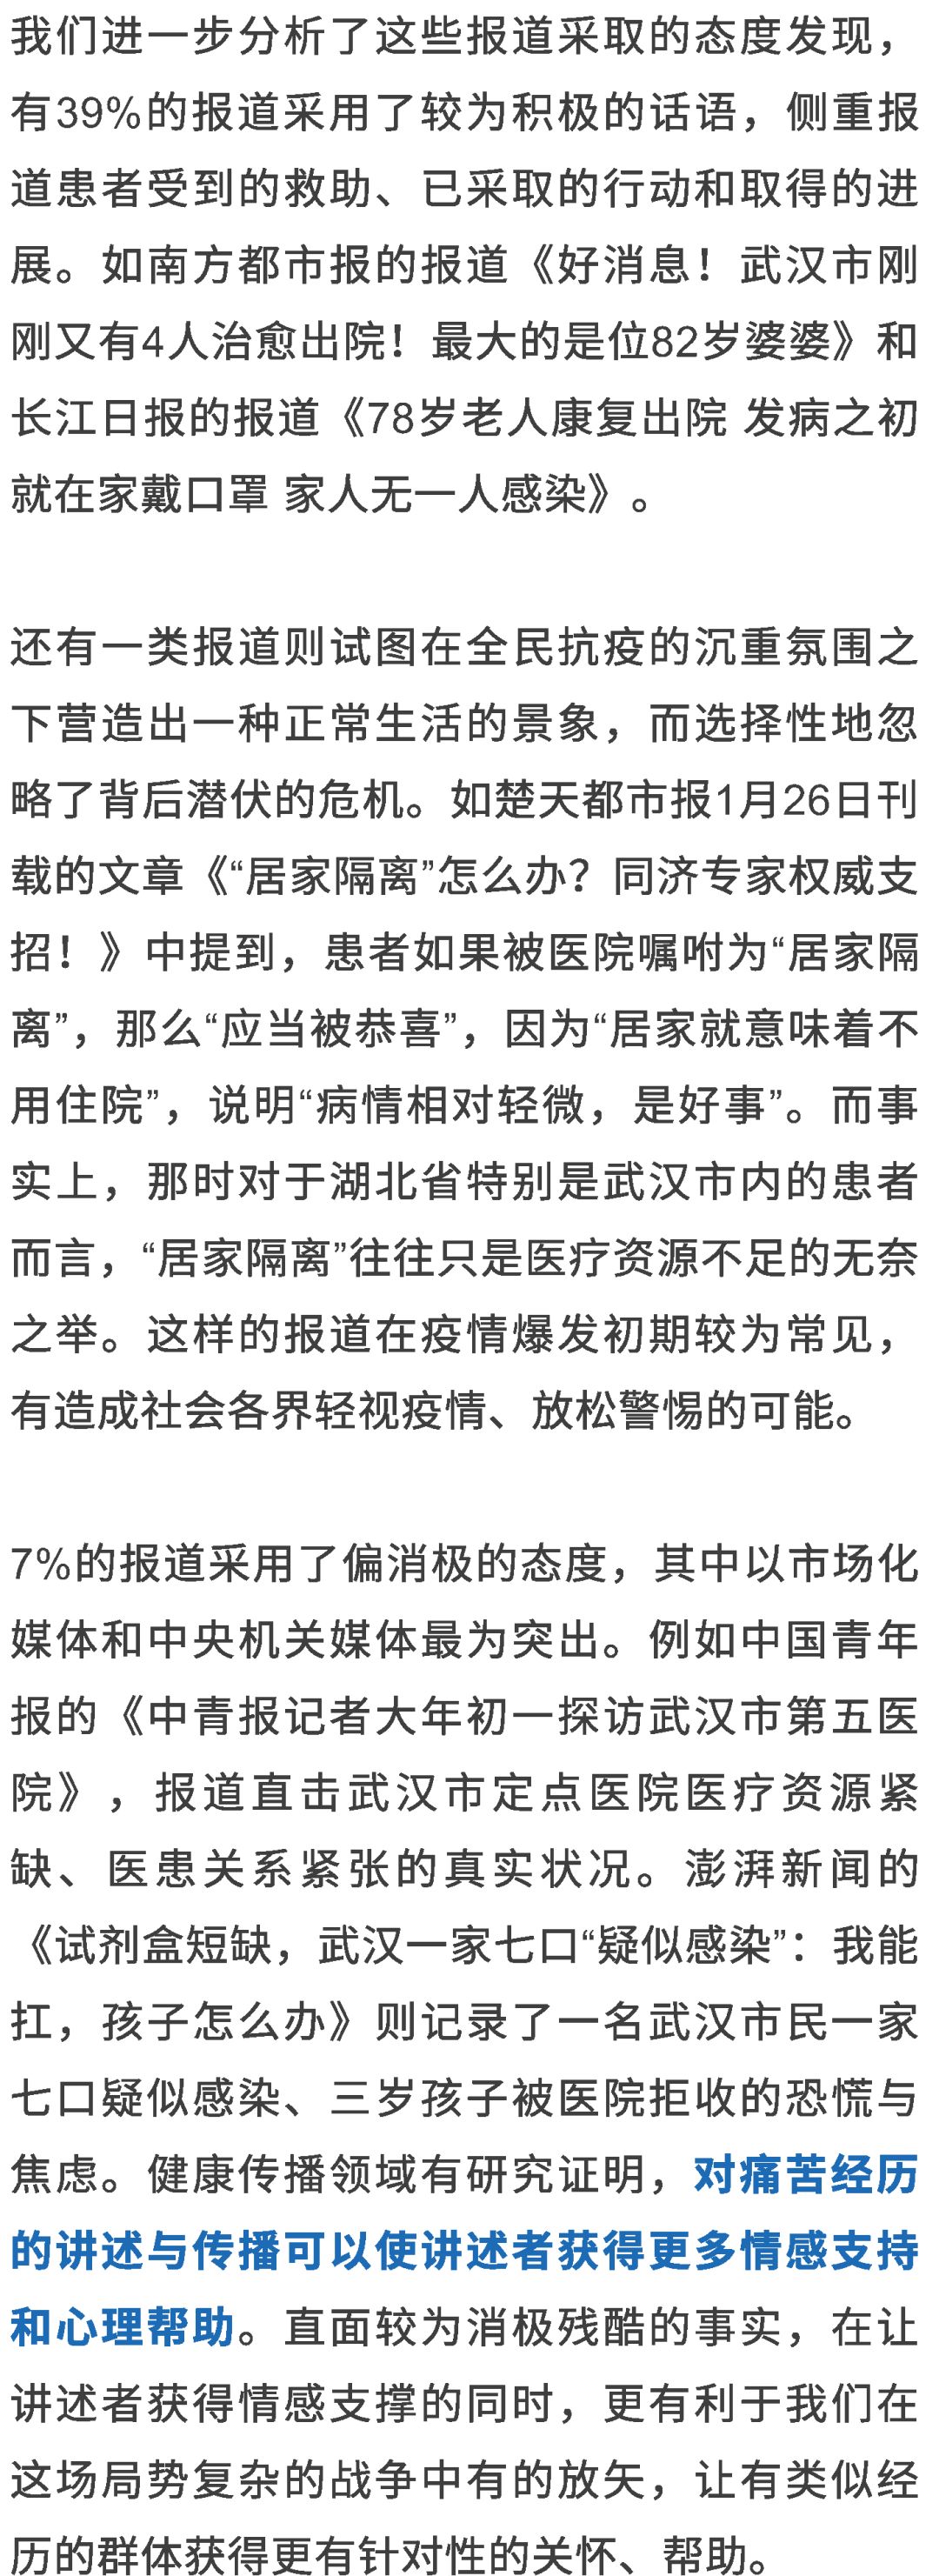 我们进一步分析了这些报道采取的态度发现，
有39%的报道采用了较为积极的话语，侧重报
道患者受到的救助、已采取的行动和取得的进
展。如南方都市报的报道《好消息！武汉市刚
刚又有4人治愈出院！最大的是位82岁婆婆》和
长江日报的报道《78岁老人康复出院 发病之初
就在家戴口罩 家人无一人感染》。
还有一类报道则试图在全民抗疫的沉重氛围之
下营造出一种正常生活的景象，而选择性地忽
略了背后潜伏的危机。如楚天都市报1月26日刊
载的文章《“居家隔离”怎么办？同济专家权威支
招！》中提到，患者如果被医院嘱咐为“居家隔
离”，那么“应当被恭喜”，因为“居家就意味着不
用住院”，说明“病情相对轻微，是好事”。而事
实上，那时对于湖北省特别是武汉市内的患者
而言，“居家隔离”往往只是医疗资源不足的无奈
之举。这样的报道在疫情爆发初期较为常见，
有造成社会各界轻视疫情、放松警惕的可能。
7%的报道采用了偏消极的态度，其中以市场化
媒体和中央机关媒体最为突出。例如中国青年
报的《中青报记者大年初一探访武汉市第五医
院》，报道直击武汉市定点医院医疗资源紧
缺、医患关系紧张的真实状况。澎湃新闻的
《试剂盒短缺，武汉一家七口“疑似感染”：我能
扛，孩子怎么办》则记录了一名武汉市民一家
七口疑似感染、三岁孩子被医院拒收的恐慌与
焦虑。健康传播领域有研究证明，对痛苦经历
的讲述与传播可以使讲述者获得更多情感支持
和心理帮助。直面较为消极残酷的事实，在让
讲述者获得情感支撑的同时，更有利于我们在
这场局势复杂的战争中有的放矢，让有类似经
历的群体获得更有针对性的关怀、帮助。